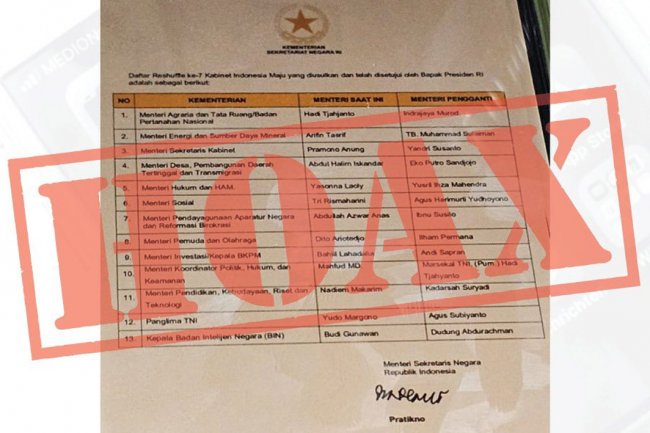 KEMENTERIAN
SEKRETARIAT NEGARA RI
Daftar Reshuffle ke-7 Kabinet Indonesia Maju yang diusulkan dan telah disetujui oleh Bapak Presiden RI
adalah sebagai berikut:
NO KEMENTERIAN MENTERI SAAT INI MENTERI PENGGANTI
1. Menteri Agraria dan Tata Ruang/Badan Pertanahan Nasional Hadi Tjahjanto Indrajaya Murod
2. Menteri Energi dan Sumber Daya Mineral Arifin Tasrif TB. Muhammad Sulaiman
3. Menteri Sekretaris Kabinet Pramono Anung Yandri Susanto
4. Menteri Desa, Pembangunan Daerah Tertinggal dan Transmigrasi Abdul Halim Iskandar Eko Putro Sandjojo
5. Menteri Hukum dan HAM. Yasonna Laoly Yusril Ihza Mahendra
6. Menteri Sosial Tri Rismaharini Agus Harimurti Yudhoyono
7. Menteri Pendayagunaan Aparatur Negara dan Reformasi Birokrasi Abdullah Azwar Anas Ibnu Susilo
8. Menteri Pemuda dan Olahraga Dito Ariotedjo Ilham Permana
9. Menteri Investasi/Kepala BKPM Bahlil Lahadalia Andi Sapran
10. Menteri Koordinator Politik, Hukum, dan Keamanan Mahfud MD. Marsekal TNI. (Purn.) Hadi Tjahyanto
11. Menteri Pendidikan, Kebudayaan, Riset dan Teknologi Nadiem Makarim Kadarsah Suryadi
12. Panglima TNI Yudo Margono Agus Subiyanto
13. Kepala Badan Intelijen Negara (BIN) Budi Gunawan Dudung Abdurachman
HOAX
Menteri Sekretaris Negara
Republik Indonesia
Pratikno